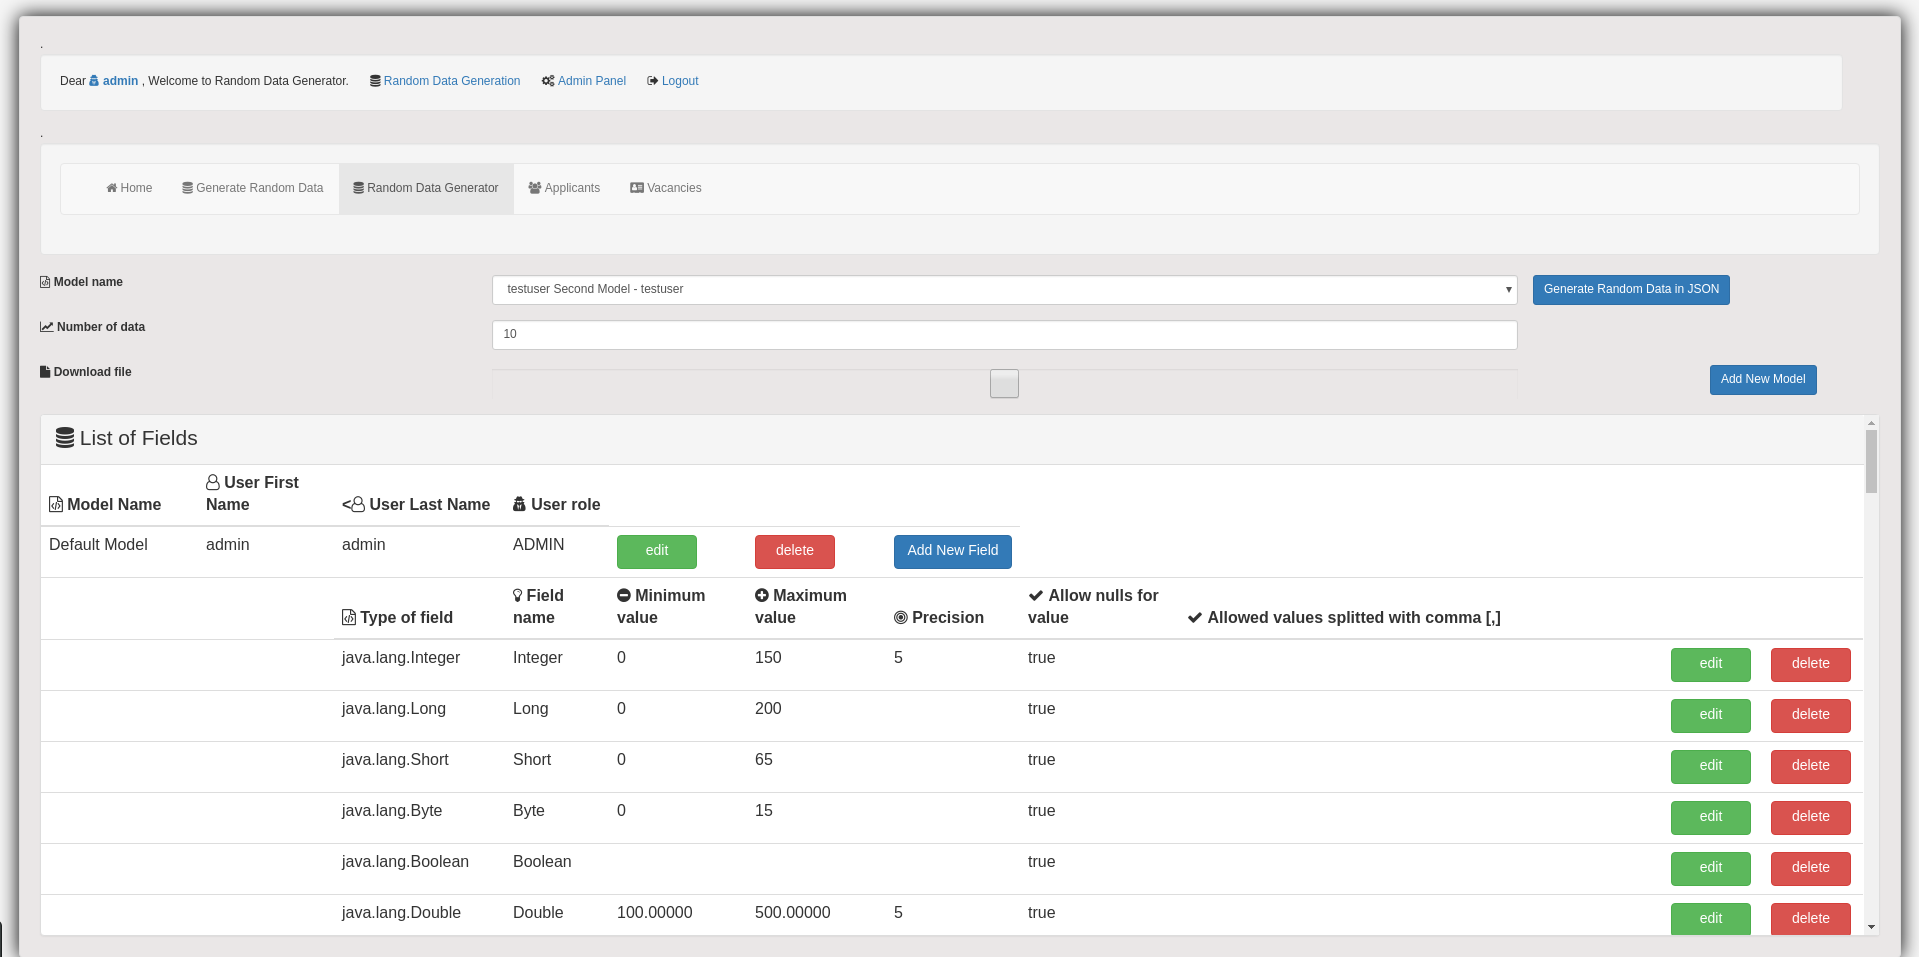 .
Dear admin , Welcome to Random Data Generator. Random Data Generation Admin Panel Logout
.
Home Generate Random Data Random Data Generator Applicants Vacancies
Model name testuser Second Model - testuser Generate Random Data in JSON
Number of data 10
Download file Add New Model
List of Fields
Model Name User First Name <User Last Name User role
Default Model admin admin ADMIN edit delete Add New Field
Type of field Field name Minimum value Maximum value Precision Allow nulls for value Allowed values splitted with comma [,]
java.lang.Integer Integer 0 150 5 true edit delete
java.lang.Long Long 0 200 true edit delete
java.lang.Short Short 0 65 true edit delete
java.lang.Byte Byte 0 15 true edit delete
java.lang.Boolean Boolean true edit delete
java.lang.Double Double 100.00000 500.00000 5 true edit delete